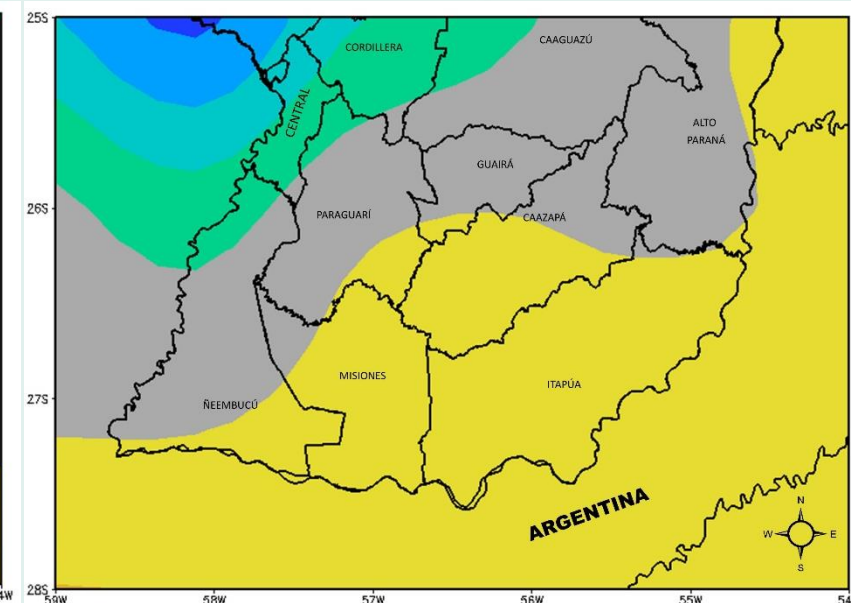 25S
CORDILLERA
CAAGUAZÚ
CENTRAL
ALTO
PARANÁ
GUAIRÁ
26S
PARAGUARÍ
CAAZAPÁ
MISIONES
ITAPÚA
27S
ÑEEMBUCÚ
ARGENTINA
N
W E
S
28S
4W
59W 58W 57W 56W 55W 54